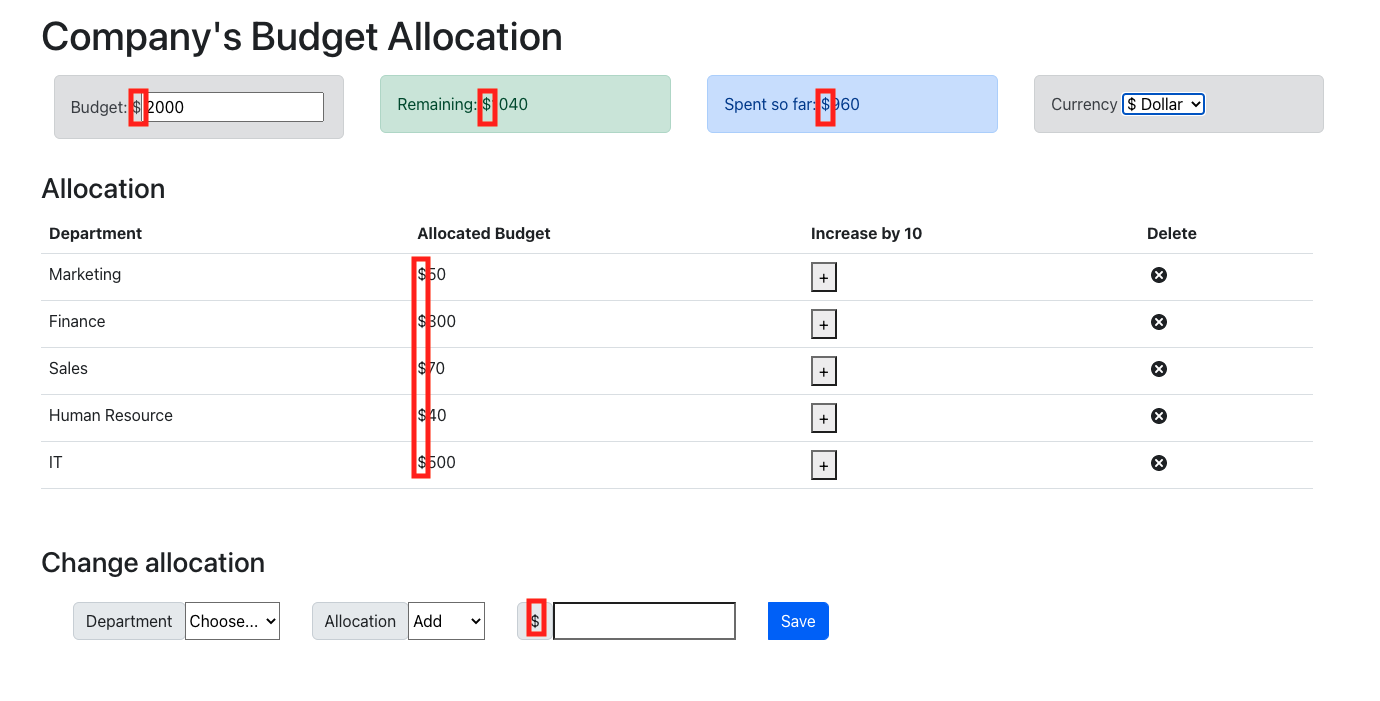 Company's Budget Allocation
Budget: $ 2000
Remaining: $1040
Spent so far: $960
Currency $ Dollar
Allocation
Department Allocated Budget Increase by 10 Delete
Marketing $50 +
Finance $300 +
Sales $70 +
Human Resource $40 +
IT $500 +
Change allocation
Department Choose... Allocation Add $ Save